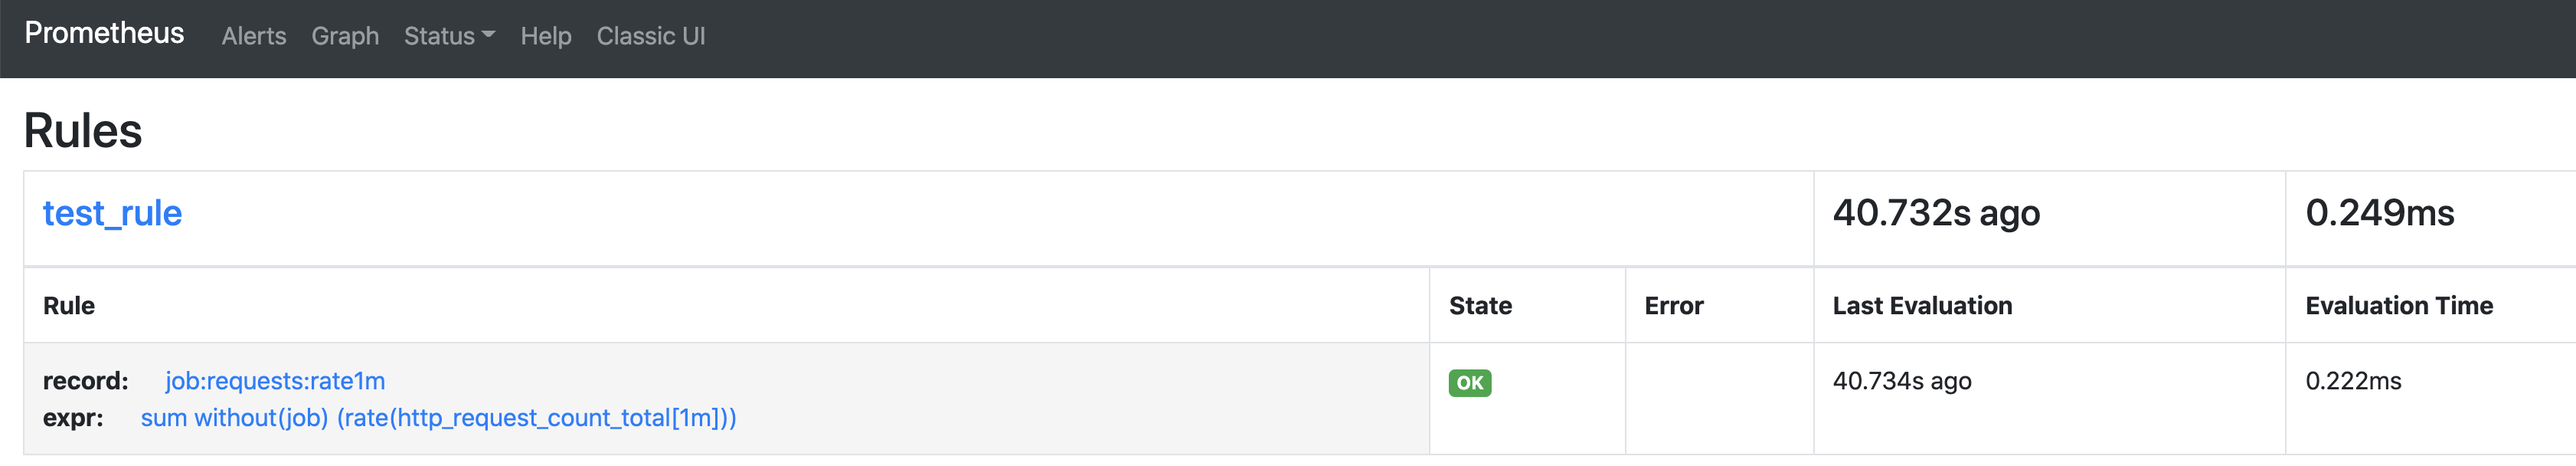 Prometheus Alerts Graph Status Help Classic UI
Rules
test_rule 40.732s ago 0.249ms
Rule State Error Last Evaluation Evaluation Time
record: job:requests:rate1m OK 40.734s ago 0.222ms
expr: sum without(job) (rate(http_request_count_total[1m]))